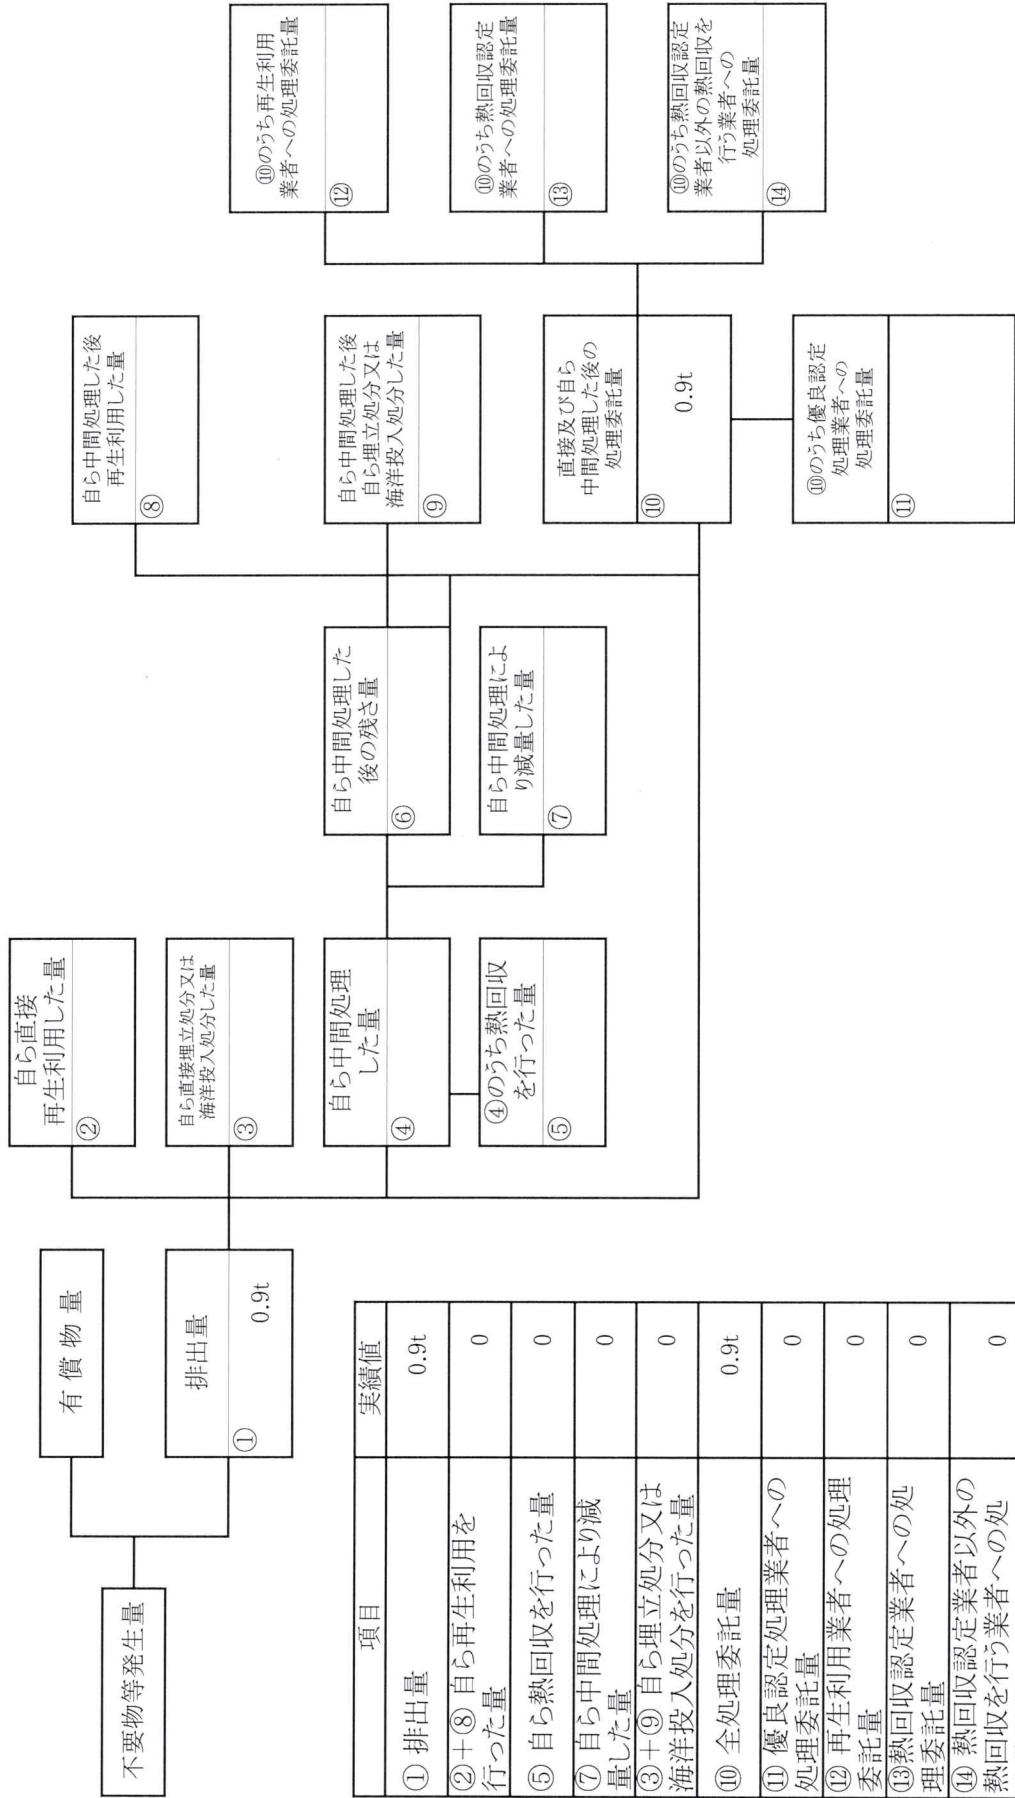 不要物等発生量
有 償 物 量
排出量
①
0.9t
自ら直接
再生利用した量
②
自ら直接埋立処分又は
海洋投入処分した量
③
自ら中間処理
した量
④
④のうち熱回収
を行った量
⑤
自ら中間処理した
後の残さ量
⑥
自ら中間処理によ
り減量した量
⑦
自ら中間処理した後
再生利用した量
⑧
自ら中間処理した後
自ら埋立処分又は
海洋投入処分した量
⑨
直接及び自ら
中間処理した後の
処理委託量
⑩
0.9t
⑩のうち優良認定
処理業者への
処理委託量
⑪
⑩のうち再生利用
業者への処理委託量
⑫
⑩のうち熱回収認定
業者への処理委託量
⑬
⑩のうち熱回収認定
業者以外の熱回収を
行う業者への
処理委託量
⑭
項目 実績値
① 排出量 0.9t
②+⑧ 自ら再生利用を
行った量 0
⑤ 自ら熱回収を行った量 0
⑦ 自ら中間処理により減
量した量 0
③+⑨ 自ら埋立処分又は
海洋投入処分を行った量 0
⑩ 全処理委託量 0.9t
⑪ 優良認定処理業者への
処理委託量 0
⑫ 再生利用業者への処理
委託量 0
⑬熱回収認定業者への処
理委託量 0
⑭ 熱回収認定業者以外の
熱回収を行う業者への処 0